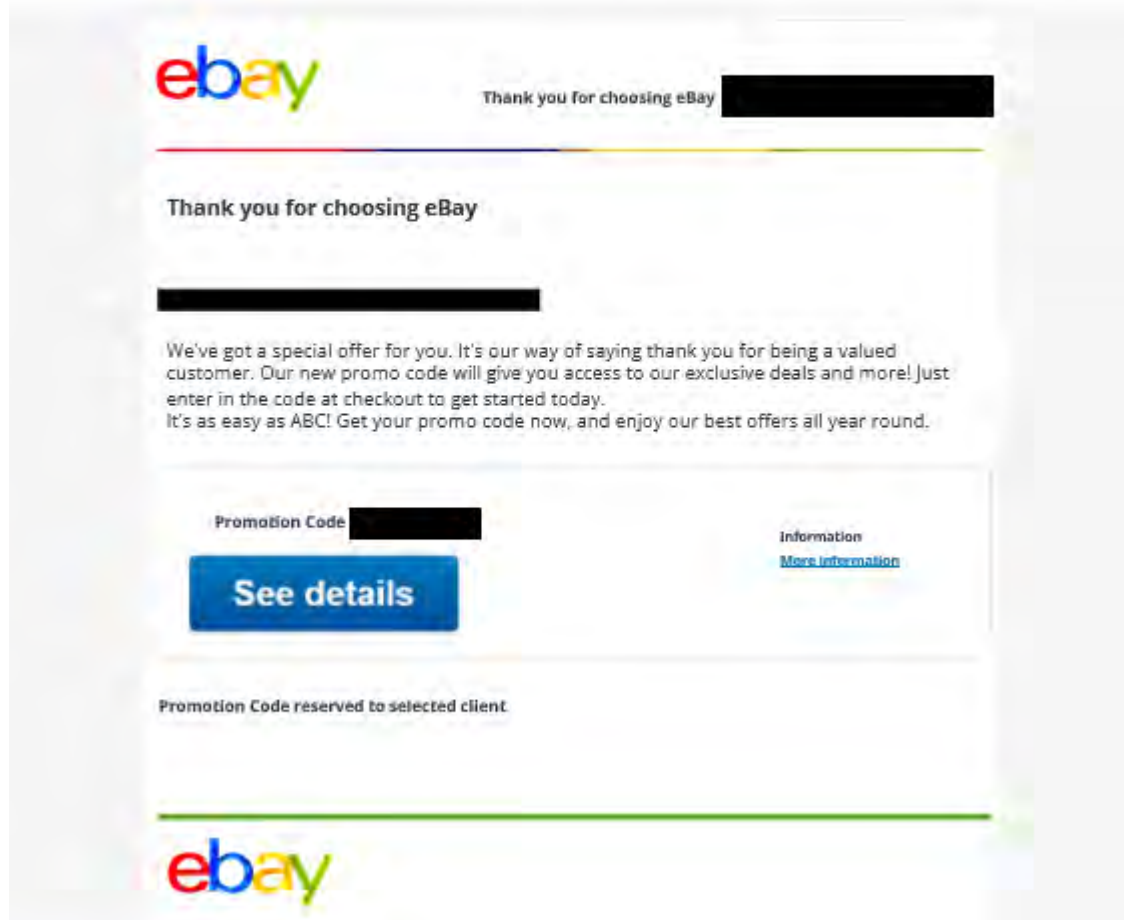 ebay
Thank you for choosing eBay
Thank you for choosing eBay
We've got a special offer for you. It's our way of saying thank you for being a valued
customer. Our new promo code will give you access to our exclusive deals and more! Just
enter in the code at checkout to get started today.
It's as easy as ABC! Get your promo code now, and enjoy our best offers all year round.
Promotion Code
Information
More information
See details
Promotion Code reserved to selected client
ebay